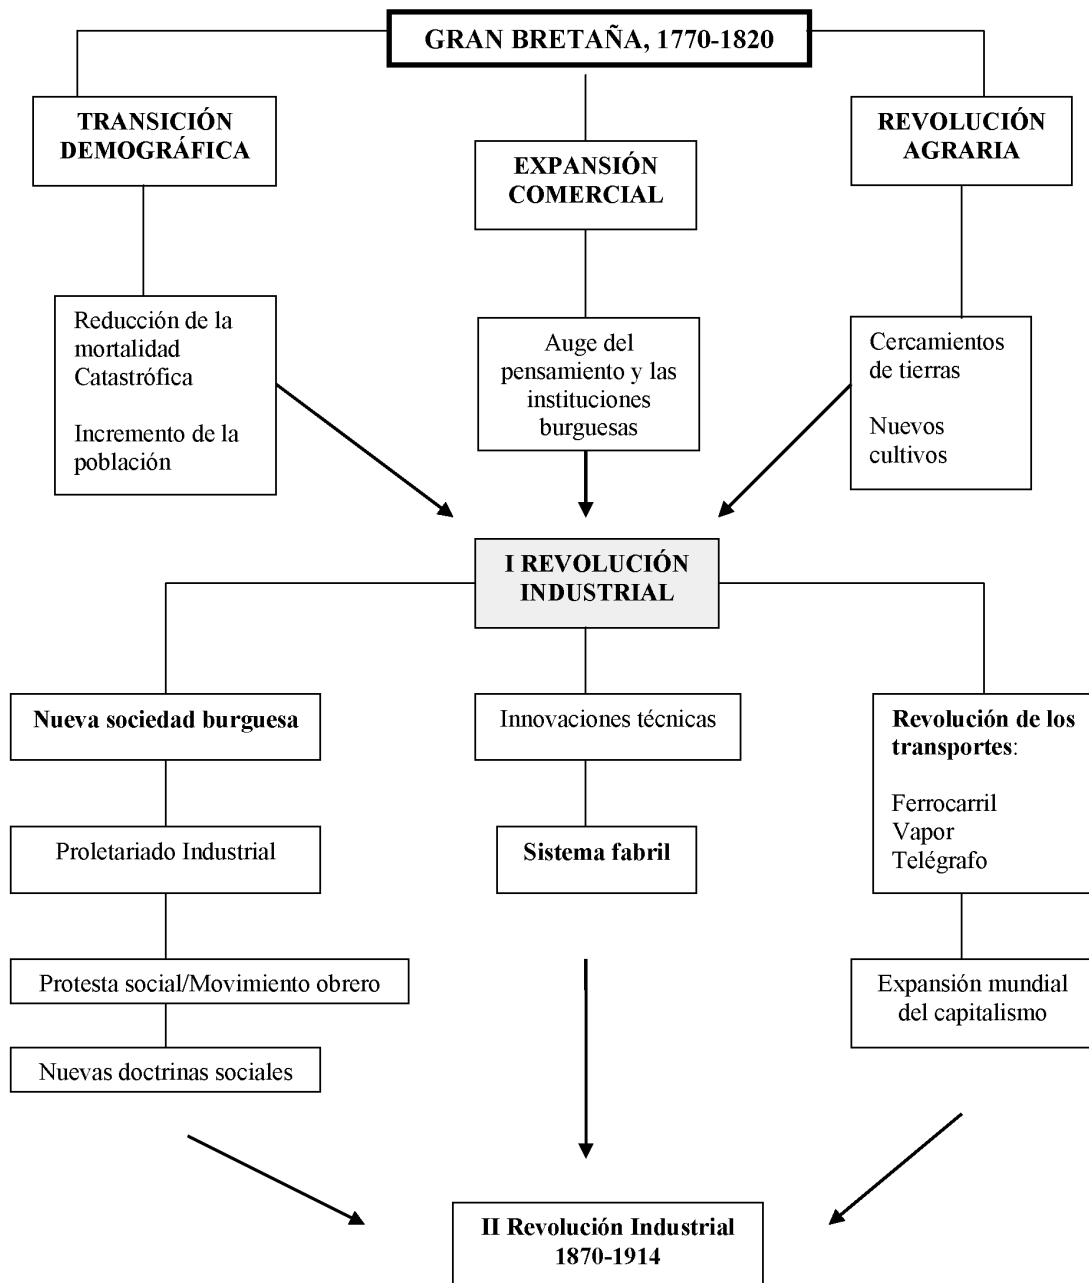 GRAN BRETAÑA, 1770-1820
TRANSICIÓN
DEMOGRÁFICA
EXPANSIÓN
COMERCIAL
REVOLUCIÓN
AGRARIA
Reducción de la
mortalidad
Catastrófica
Incremento de la
población
Auge del
pensamiento y las
instituciones
burguesas
Cercamientos
de tierras
Nuevos
cultivos
I REVOLUCIÓN
INDUSTRIAL
Nueva sociedad burguesa
Innovaciones técnicas
Revolución de los
transportes:
Ferrocarril
Vapor
Telégrafo
Proletariado Industrial
Sistema fabril
Protesta social/Movimiento obrero
Expansión mundial
del capitalismo
Nuevas doctrinas sociales
II Revolución Industrial
1870-1914